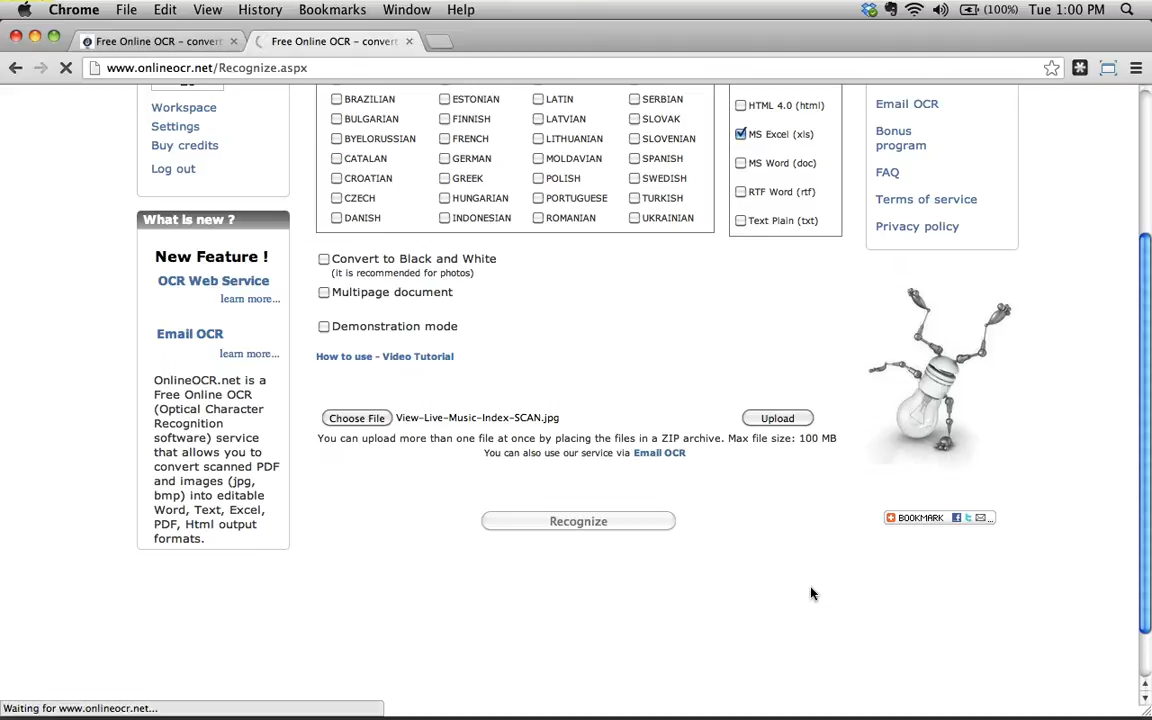 Chrome File Edit View History Bookmarks Window Help (100%) Tue 1:00 PM
Free Online OCR – convert Free Online OCR – convert
www.onlineocr.net/Recognize.aspx
Workspace
Settings
Buy credits
Log out
What is new ?
New Feature !
OCR Web Service
learn more...
Email OCR
learn more...
OnlineOCR.net is a
Free Online OCR
(Optical Character
Recognition
software) service
that allows you to
convert scanned PDF
and images (jpg,
bmp) into editable
Word, Text, Excel,
PDF, Html output
formats.
BRAZILIAN ESTONIAN LATIN SERBIAN
BULGARIAN FINNISH LATVIAN SLOVAK
BYELORUSSIAN FRENCH LITHUANIAN SLOVENIAN
CATALAN GERMAN MOLDAVIAN SPANISH
CROATIAN GREEK POLISH SWEDISH
CZECH HUNGARIAN PORTUGUESE TURKISH
DANISH INDONESIAN ROMANIAN UKRAINIAN
HTML 4.0 (html)
MS Excel (xls)
MS Word (doc)
RTF Word (rtf)
Text Plain (txt)
Convert to Black and White
(it is recommended for photos)
Multipage document
Demonstration mode
How to use - Video Tutorial
Choose File View-Live-Music-Index-SCAN.jpg Upload
You can upload more than one file at once by placing the files in a ZIP archive. Max file size: 100 MB
You can also use our service via Email OCR
Recognize
Email OCR
Bonus
program
FAQ
Terms of service
Privacy policy
BOOKMARK
Waiting for www.onlineocr.net...